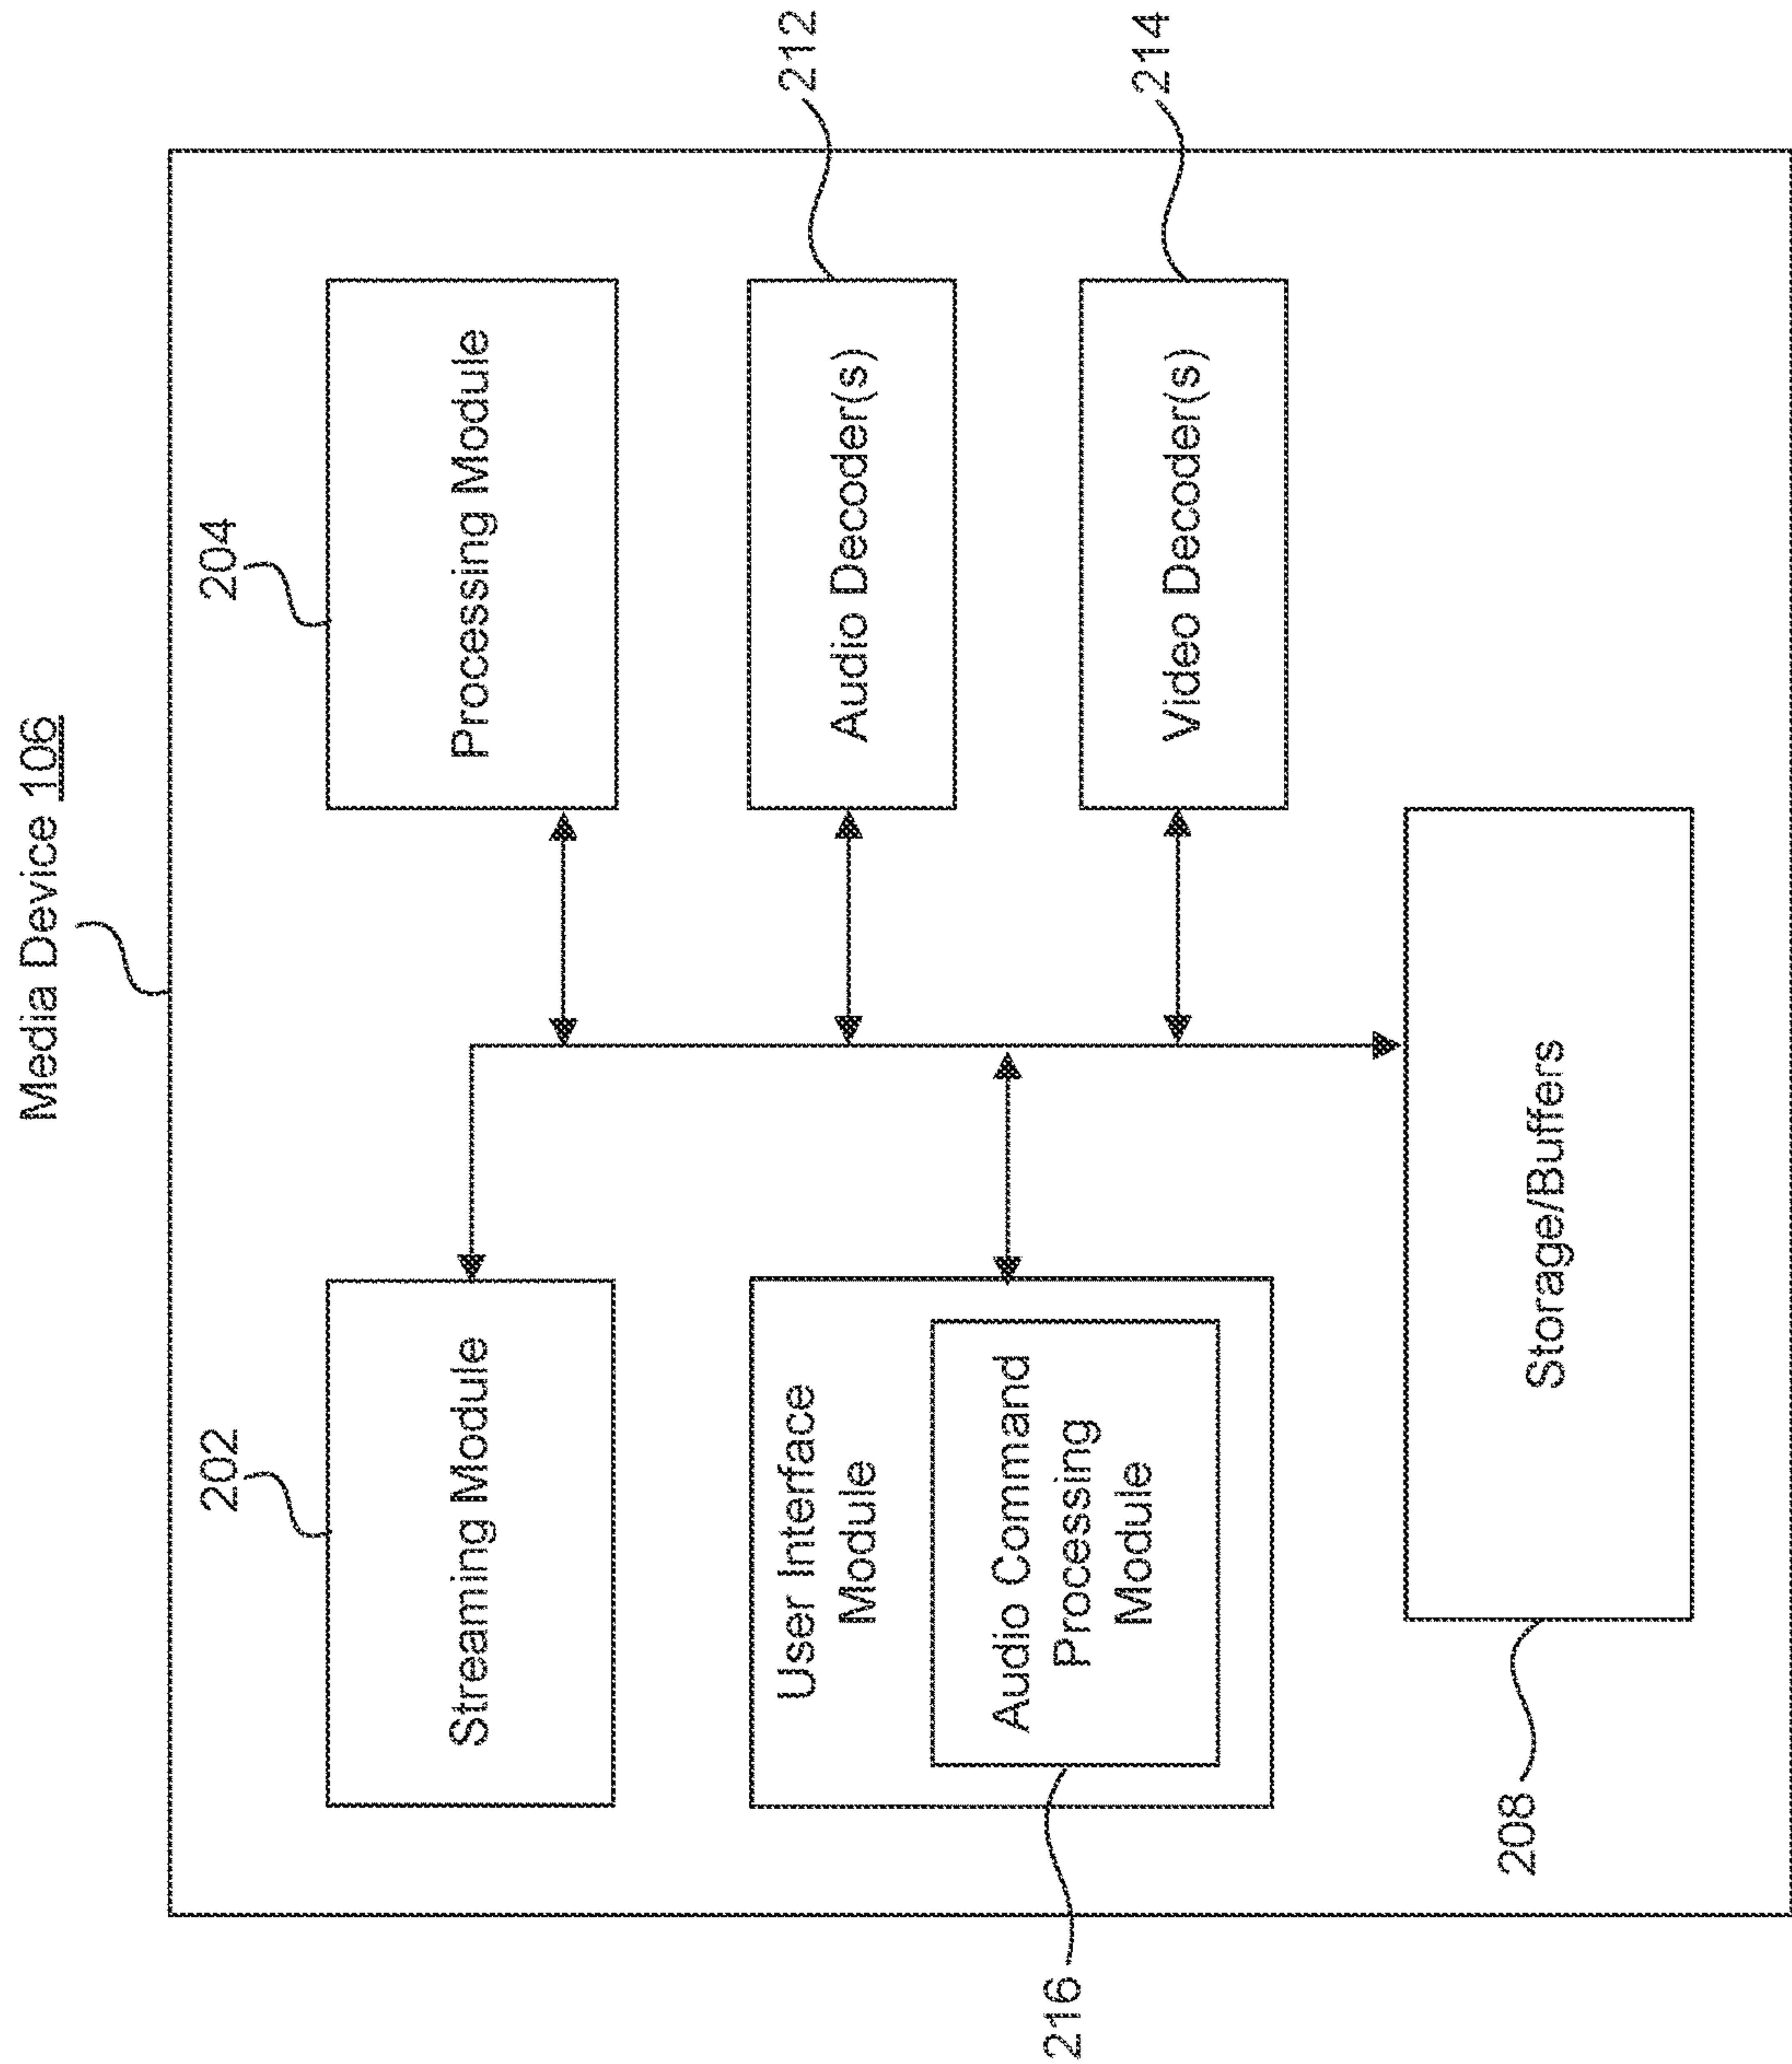 Media Device 106
202
Streaming Module
204
Processing Module
User Interface
Module
Audio Command
Processing
Module
216
Audio Decoder(s)
212
Video Decoder(s)
214
Storage/Buffers
208